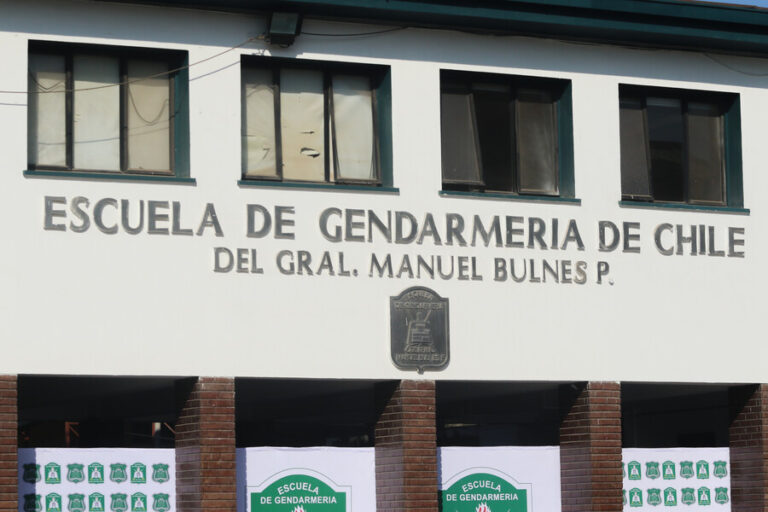 ESCUELA DE GENDARMERIA DE CHILE
DEL GRAL. MANUEL BULNES P.
ESCUELA
DE GENDARMERIA
ESCUELA
DE GENDARMERIA